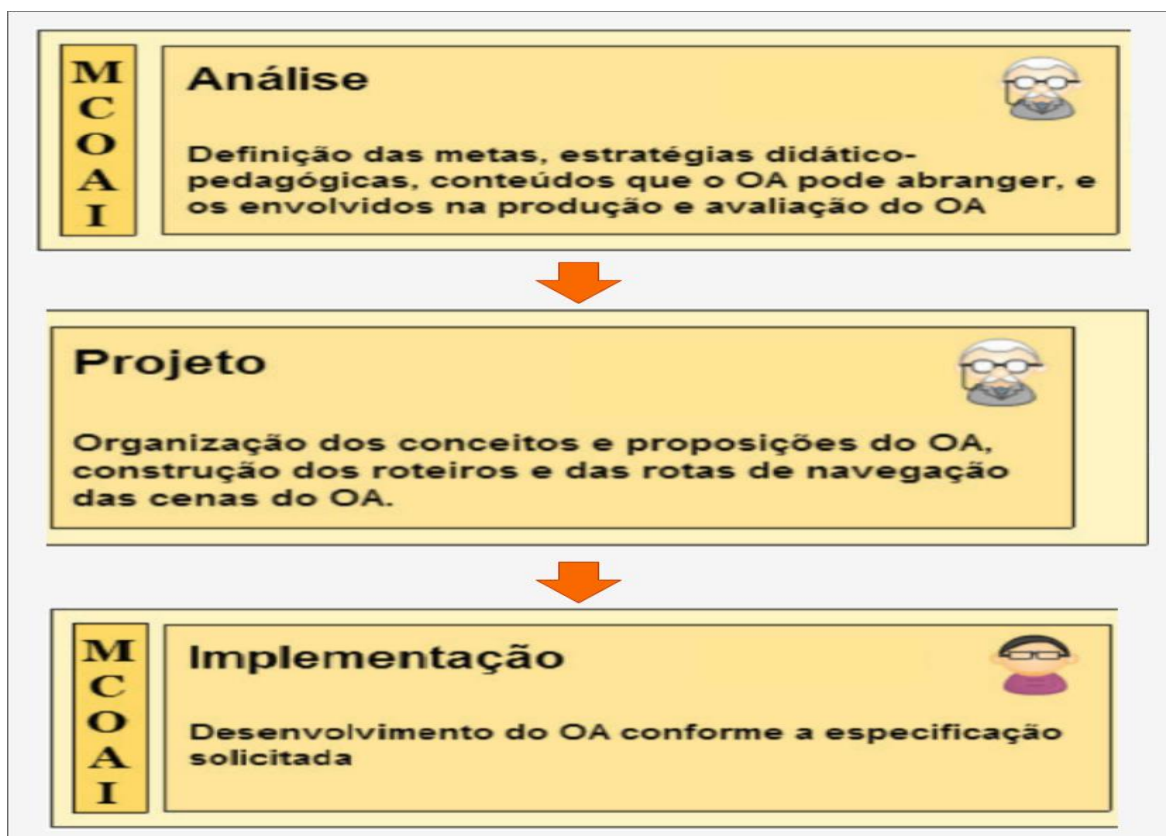 MCOAI
Análise
Definição das metas, estratégias didático-
pedagógicas, conteúdos que o OA pode abranger, e
os envolvidos na produção e avaliação do OA
Projeto
Organização dos conceitos e proposições do OA,
construção dos roteiros e das rotas de navegação
das cenas do OA.
MCOAI
Implementação
Desenvolvimento do OA conforme a especificação
solicitada